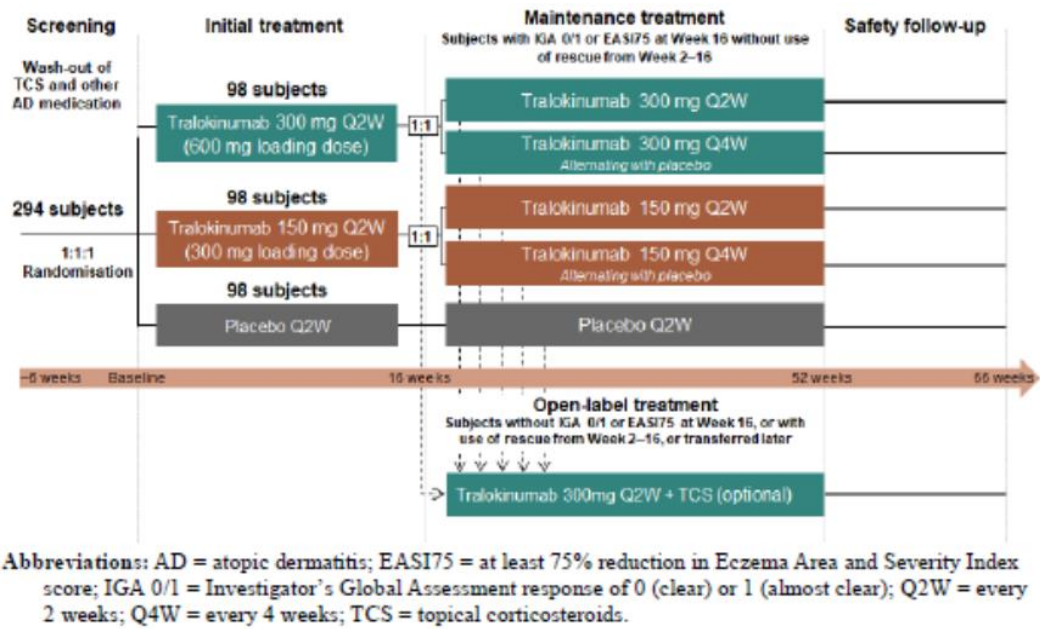 Screening
Initial treatment
Maintenance treatment
Safety follow-up
Subjects with IGA 0/1 or EASI75 at Week 16 without use
of rescue from Week 2–16
Wash-out of
TCS and other
AD medication
98 subjects
Tralokinumab 300 mg Q2W
(600 mg loading dose)
1:1
Tralokinumab 300 mg Q2W
Tralokinumab 300 mg Q4W
Alternating with placebo
294 subjects
1:1:1
Randomisation
98 subjects
Tralokinumab 150 mg Q2W
(300 mg loading dose)
1:1
Tralokinumab 150 mg Q2W
Tralokinumab 150 mg Q4W
Alternating with placebo
98 subjects
Placebo Q2W
Placebo Q2W
−6 weeks
Baseline
16 weeks
52 weeks
66 weeks
Open-label treatment
Subjects without IGA 0/1 or EASI75 at Week 16, or with
use of rescue from Week 2–16, or transferred later
Tralokinumab 300mg Q2W + TCS (optional)
Abbreviations: AD = atopic dermatitis; EASI75 = at least 75% reduction in Eczema Area and Severity Index
score; IGA 0/1 = Investigator's Global Assessment response of 0 (clear) or 1 (almost clear); Q2W = every
2 weeks; Q4W = every 4 weeks; TCS = topical corticosteroids.